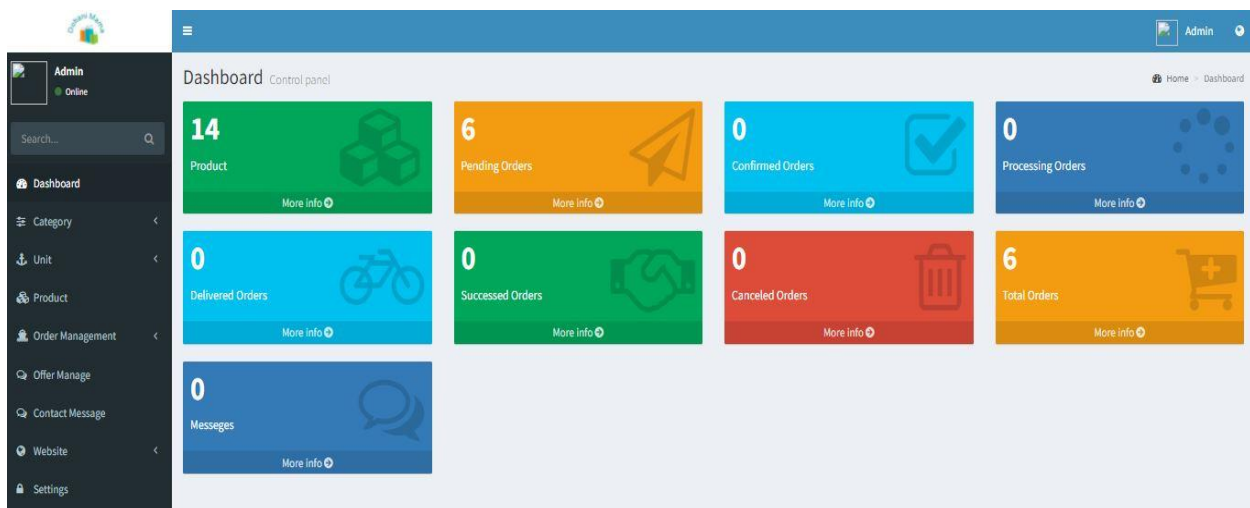 Admin
Admin
Online
Search...
Dashboard
Category
Unit
Product
Order Management
Offer Manage
Contact Message
Website
Settings
Dashboard Control panel
Home > Dashboard
14
Product
More info
6
Pending Orders
More info
0
Confirmed Orders
More info
0
Processing Orders
More info
0
Delivered Orders
More info
0
Successed Orders
More info
0
Canceled Orders
More info
6
Total Orders
More info
0
Messeges
More info